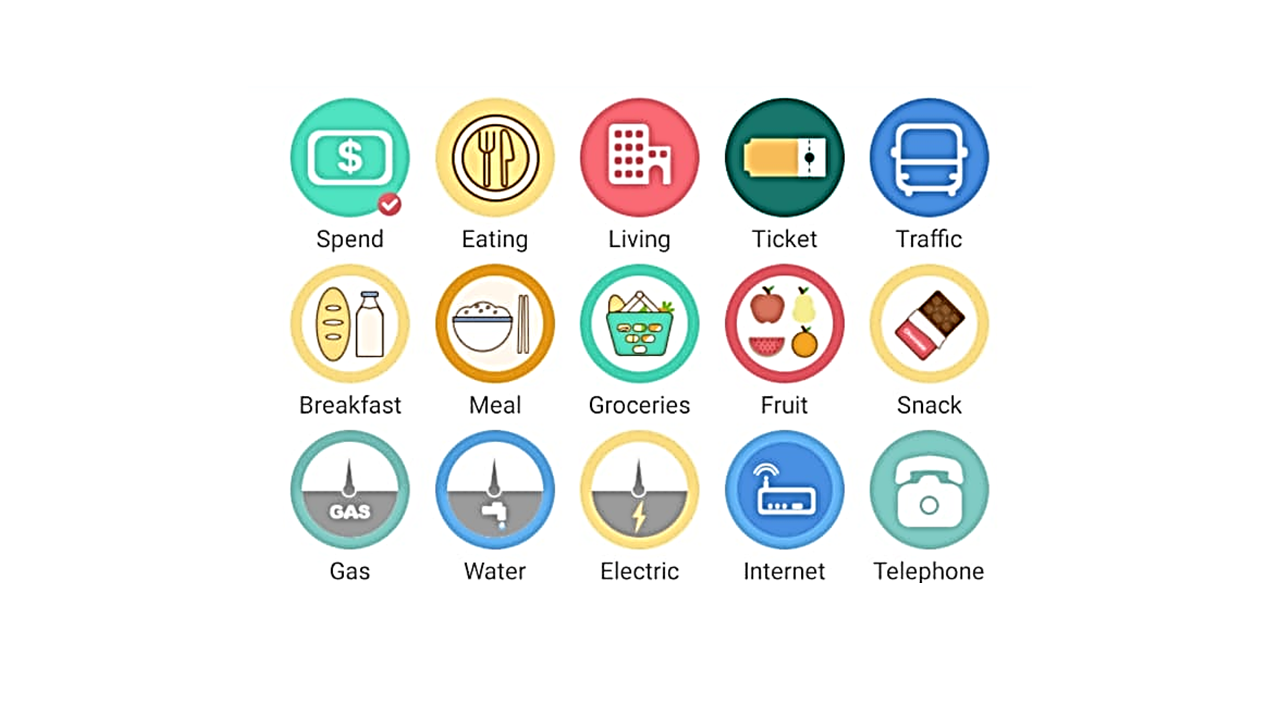 $
Spend Eating Living Ticket Traffic
Breakfast Meal Groceries Fruit Snack
GAS
Gas Water Electric Internet Telephone